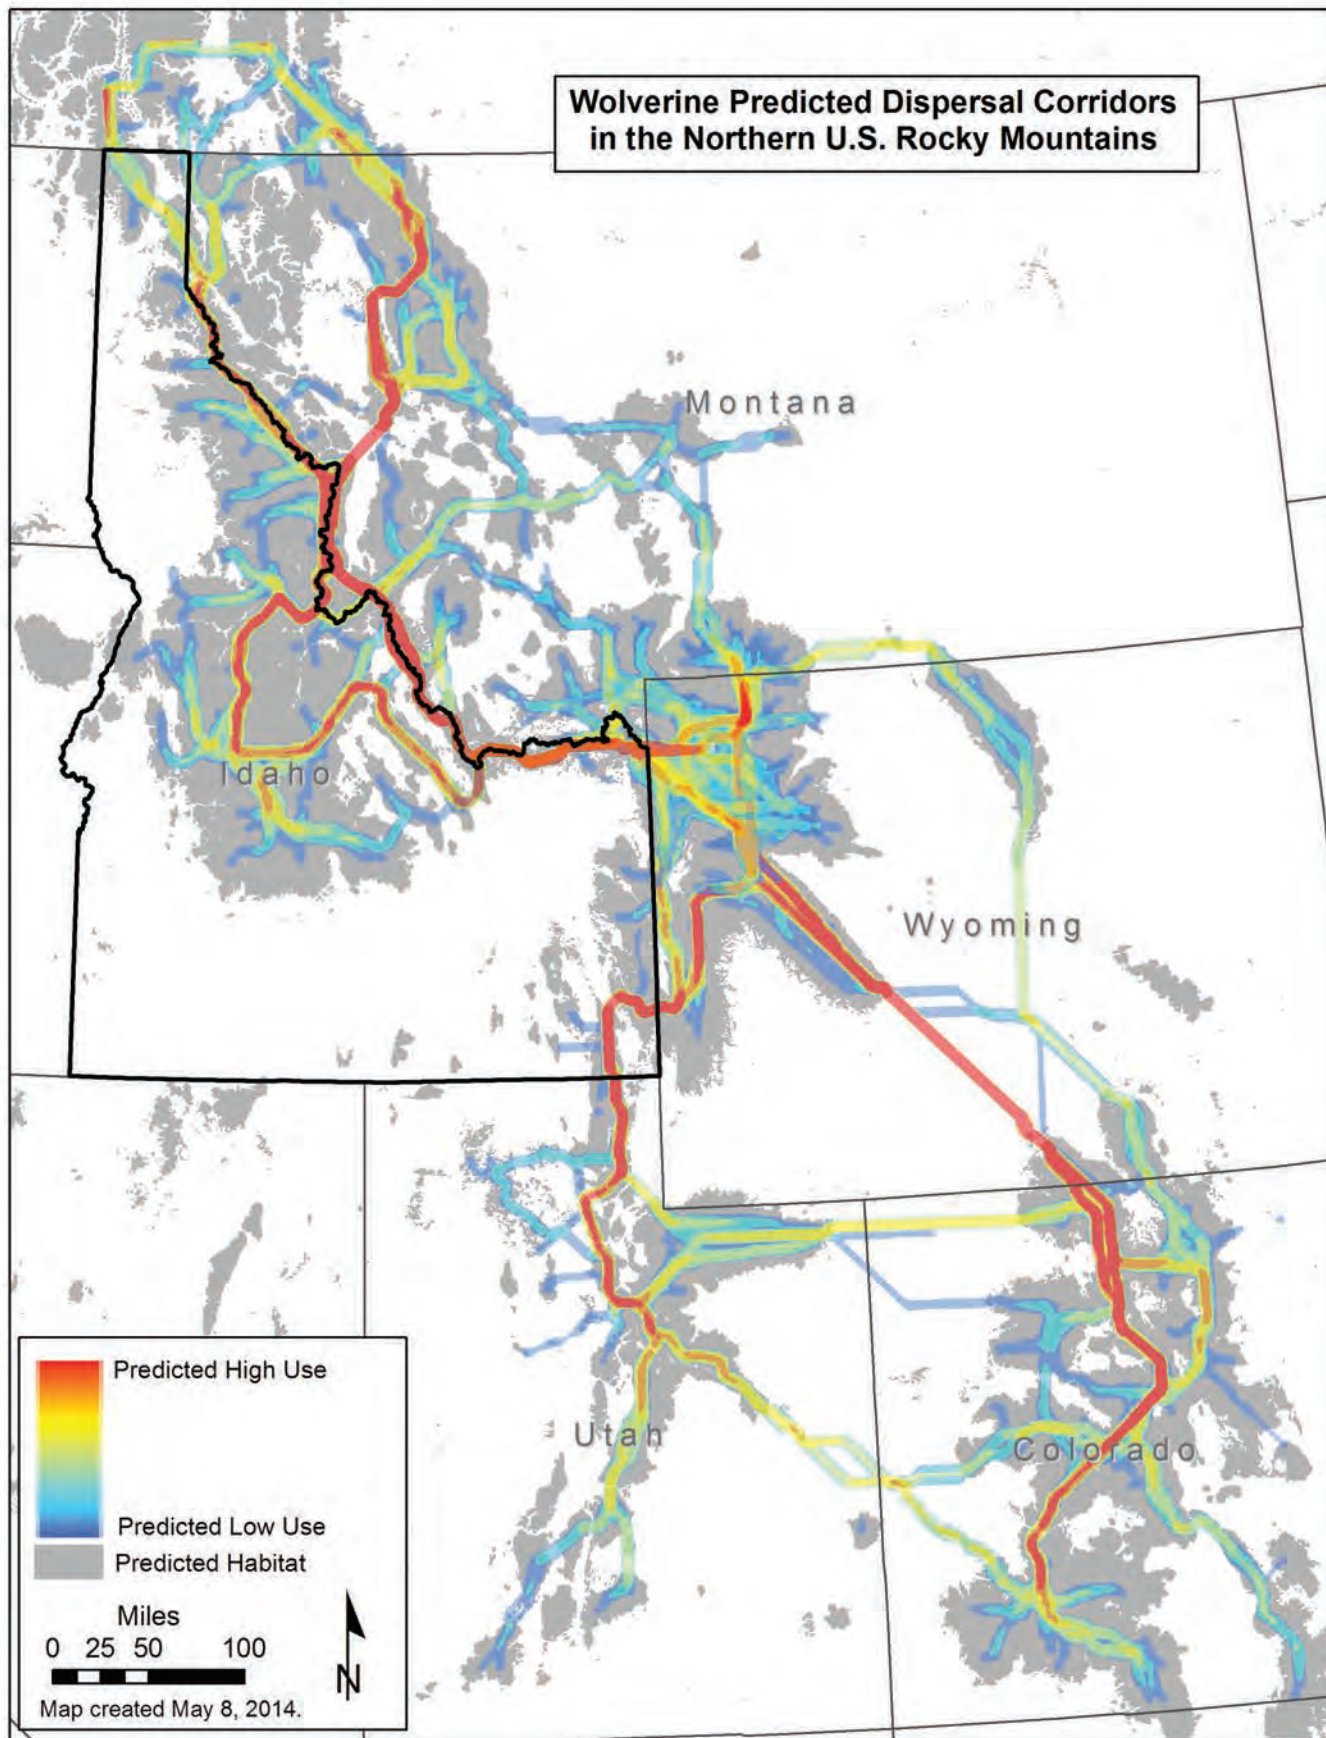 Wolverine Predicted Dispersal Corridors
in the Northern U.S. Rocky Mountains
Montana
Idaho
Wyoming
Utah
Colorado
Predicted High Use
Predicted Low Use
Predicted Habitat
Miles
0 25 50 100
N
Map created May 8, 2014.